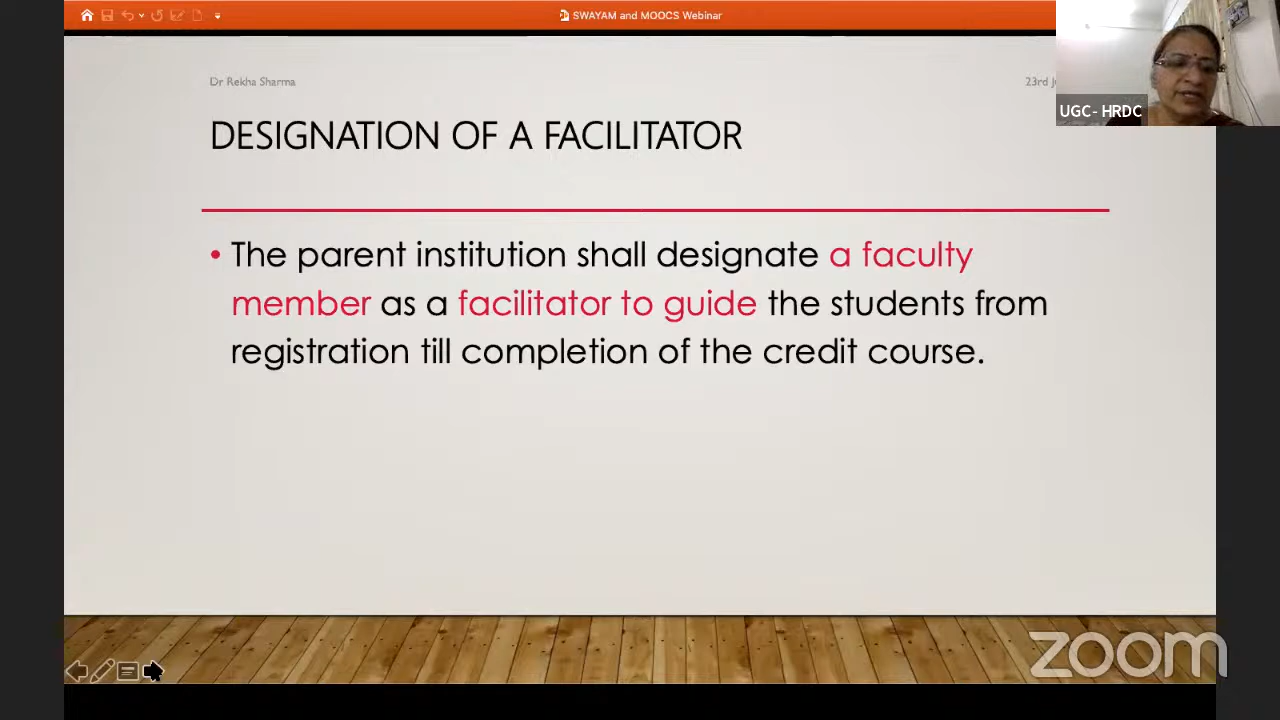 SWAYAM and MOOCS Webinar
Dr Rekha Sharma
23rd
UGC- HRDC
DESIGNATION OF A FACILITATOR
• The parent institution shall designate a faculty
member as a facilitator to guide the students from
registration till completion of the credit course.
zoom